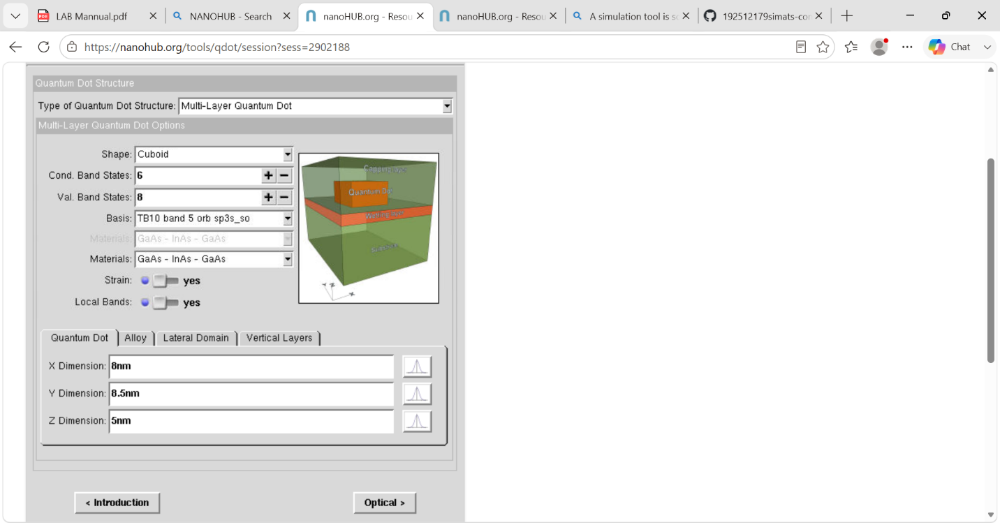 LAB Mannual.pdf
NANOHUB - Search
nanoHUB.org - Resou
nanoHUB.org - Resou
A simulation tool is so
192512179simats-cor
https://nanohub.org/tools/qdot/session?sess=2902188
Chat
Quantum Dot Structure
Type of Quantum Dot Structure: Multi-Layer Quantum Dot
Multi-Layer Quantum Dot Options
Shape: Cuboid
Cond. Band States: 6
Val. Band States: 8
Basis: TB10 band 5 orb sp3s_so
Materials: GaAs - InAs - GaAs
Materials: GaAs - InAs - GaAs
Strain: yes
Local Bands: yes
Capping layer
Quantum Dot
Wetting layer
Substrate
Y Z X
Quantum Dot Alloy Lateral Domain Vertical Layers
X Dimension: 8nm
Y Dimension: 8.5nm
Z Dimension: 5nm
< Introduction
Optical >